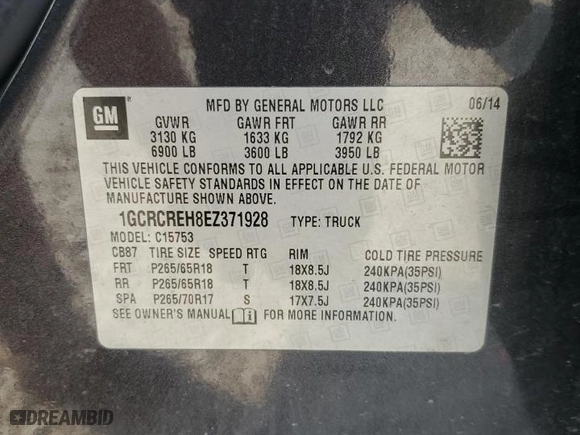 GM
MFD BY GENERAL MOTORS LLC 06/14
GVWR GAWR FRT GAWR RR
3130 KG 1633 KG 1792 KG
6900 LB 3600 LB 3950 LB
THIS VEHICLE CONFORMS TO ALL APPLICABLE U.S. FEDERAL MOTOR
VEHICLE SAFETY STANDARDS IN EFFECT ON THE DATE OF
MANUFACTURE SHOWN ABOVE.
1GCRCREH8EZ371928 TYPE: TRUCK
MODEL: C15753
CB87 TIRE SIZE SPEED RTG RIM COLD TIRE PRESSURE
FRT P265/65R18 T 18X8.5J 240KPA(35PSI)
RR P265/65R18 T 18X8.5J 240KPA(35PSI)
SPA P265/70R17 S 17X7.5J 240KPA(35PSI)
SEE OWNER'S MANUAL i FOR MORE INFORMATION.
DREAMBID